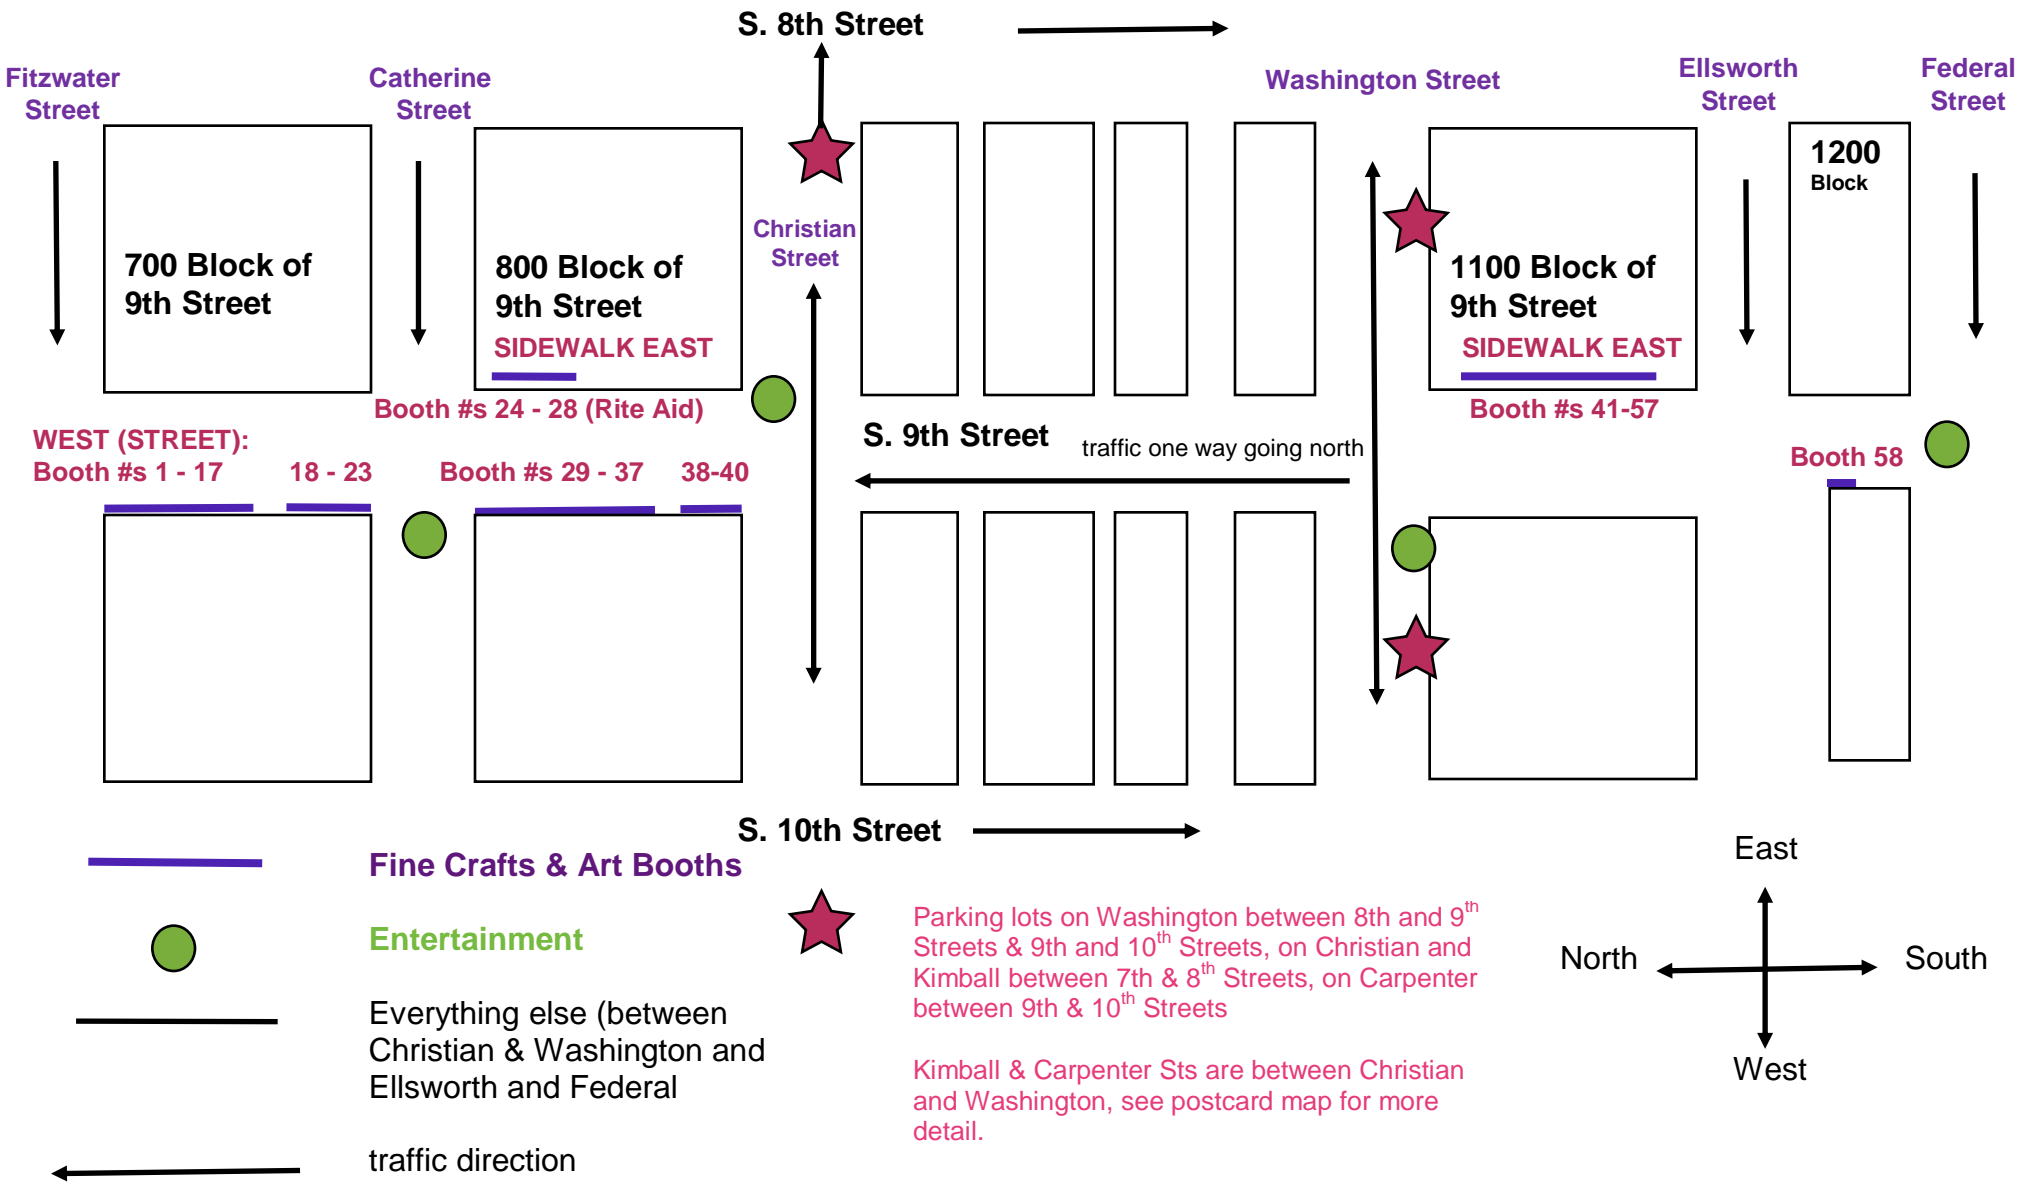 S. 8th Street
Fitzwater
Street
Catherine
Street
Washington Street
Ellsworth
Street
Federal
Street
1200
Block
Christian
Street
700 Block of
9th Street
800 Block of
9th Street
SIDEWALK EAST
1100 Block of
9th Street
SIDEWALK EAST
Booth #s 24 - 28 (Rite Aid)
Booth #s 41-57
WEST (STREET):
Booth #s 1 - 17
18 - 23
Booth #s 29 - 37
38-40
S. 9th Street
traffic one way going north
Booth 58
S. 10th Street
Fine Crafts & Art Booths
Entertainment
Everything else (between
Christian & Washington and
Ellsworth and Federal
traffic direction
Parking lots on Washington between 8th and 9th
Streets & 9th and 10th Streets, on Christian and
Kimball between 7th & 8th Streets, on Carpenter
between 9th & 10th Streets
Kimball & Carpenter Sts are between Christian
and Washington, see postcard map for more
detail.
East
North
South
West